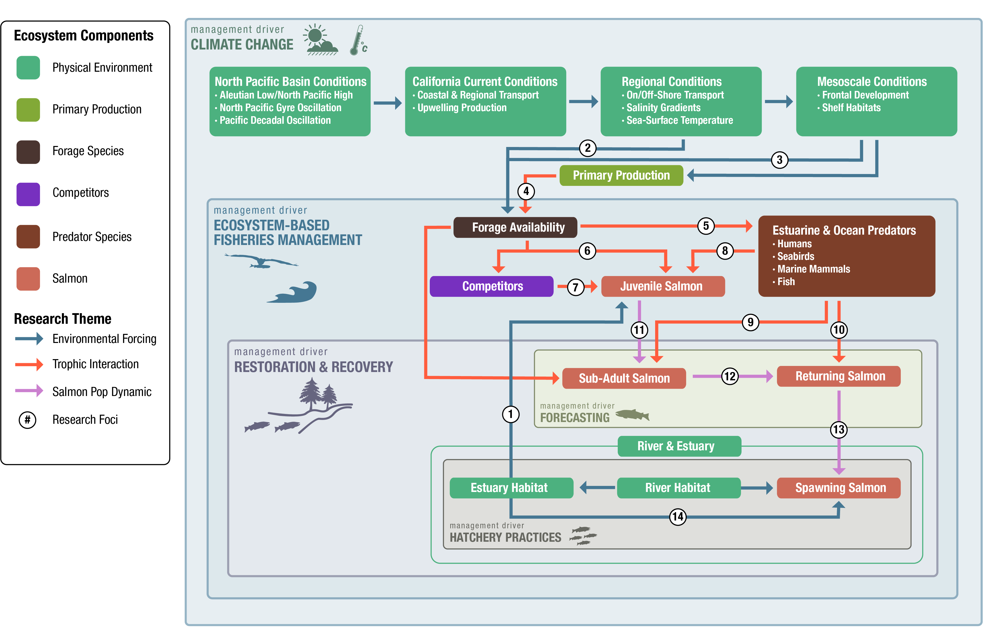 Ecosystem Components
Physical Environment
Primary Production
Forage Species
Competitors
Predator Species
Salmon
Research Theme
Environmental Forcing
Trophic Interaction
Salmon Pop Dynamic
# Research Foci
management driver
CLIMATE CHANGE
°c
North Pacific Basin Conditions
· Aleutian Low/North Pacific High
· North Pacific Gyre Oscillation
· Pacific Decadal Oscillation
California Current Conditions
· Coastal & Regional Transport
· Upwelling Production
Regional Conditions
· On/Off-Shore Transport
· Salinity Gradients
· Sea-Surface Temperature
Mesoscale Conditions
· Frontal Development
· Shelf Habitats
2
3
Primary Production
4
management driver
ECOSYSTEM-BASED
FISHERIES MANAGEMENT
Forage Availability
5
Estuarine & Ocean Predators
· Humans
· Seabirds
· Marine Mammals
· Fish
6
8
Competitors
7
Juvenile Salmon
9
11
10
management driver
RESTORATION & RECOVERY
Sub-Adult Salmon
12
Returning Salmon
management driver
FORECASTING
1
13
River & Estuary
Estuary Habitat
River Habitat
Spawning Salmon
14
management driver
HATCHERY PRACTICES